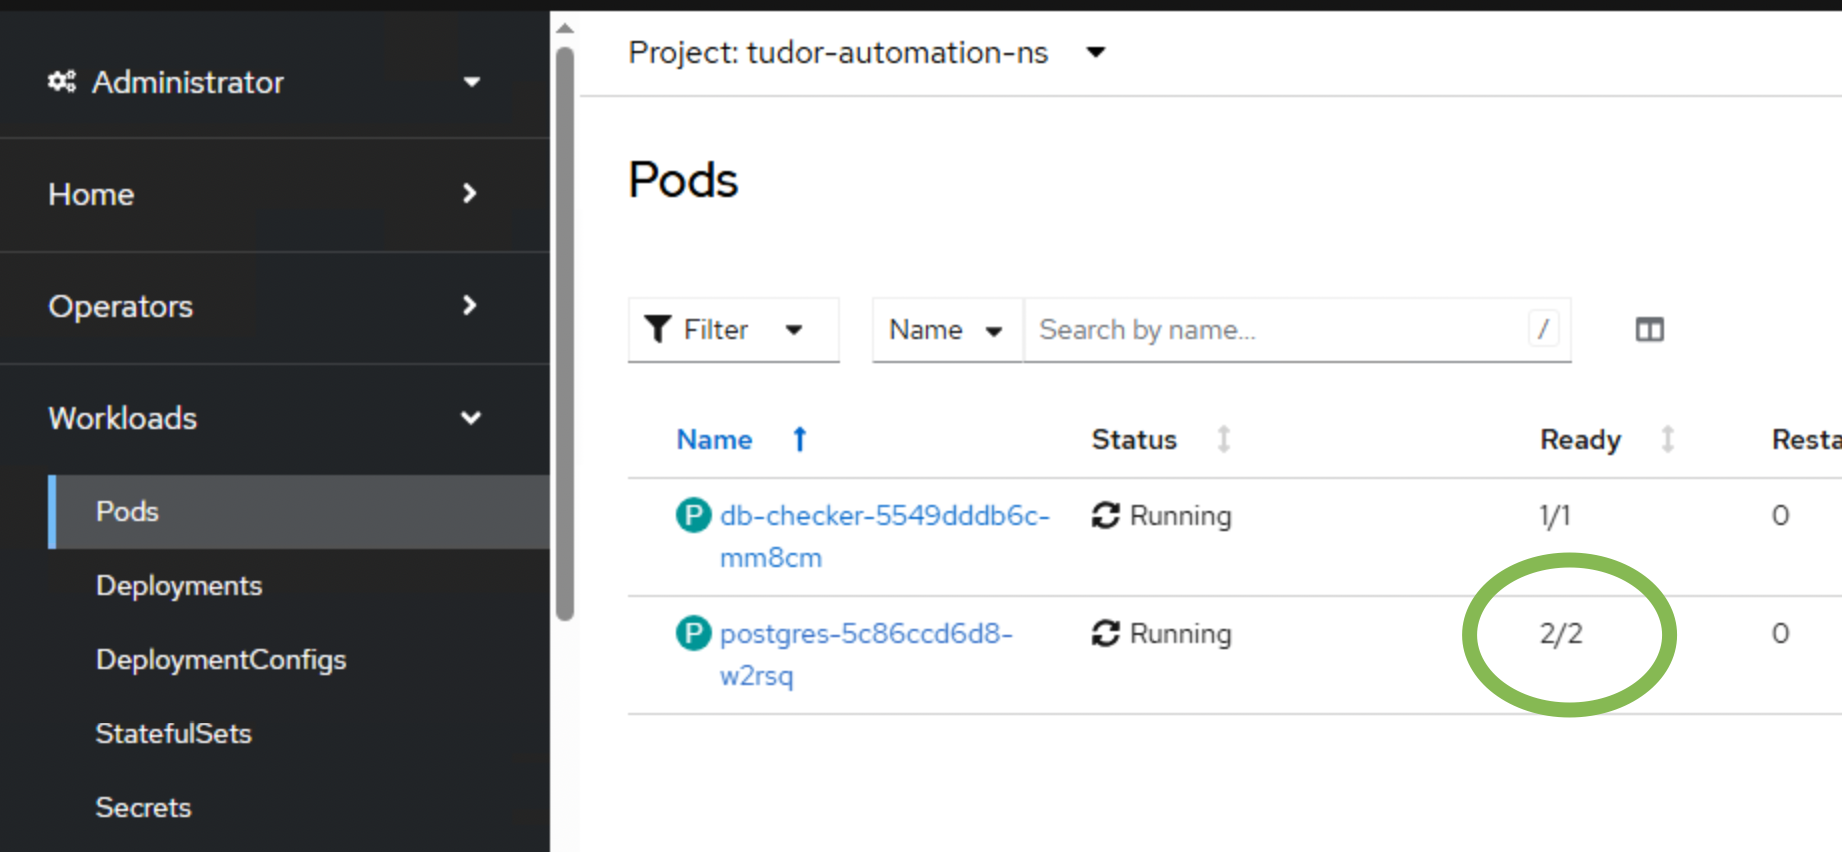 Administrator
Home
Operators
Workloads
Pods
Deployments
DeploymentConfigs
StatefulSets
Secrets
Project: tudor-automation-ns
Pods
Filter
Name
Search by name...
/
Name Status Ready Resta
P db-checker-5549dddb6c-
mm8cm
Running 1/1 0
P postgres-5c86ccd6d8-
w2rsq
Running 2/2 0